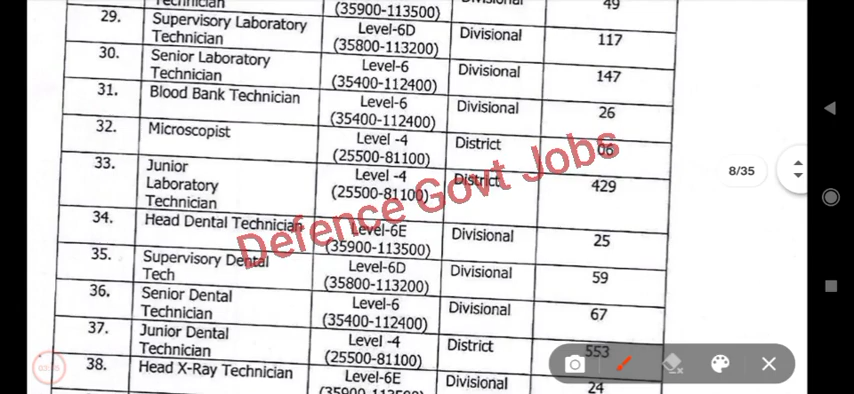 Technician (35900-113500) Divisional 49
29. Supervisory Laboratory Technician Level-6D (35800-113200) Divisional 117
30. Senior Laboratory Technician Level-6 (35400-112400) Divisional 147
31. Blood Bank Technician Level-6 (35400-112400) Divisional 26
32. Microscopist Level -4 (25500-81100) District 06
33. Junior Laboratory Technician Level -4 (25500-81100) District 429
34. Head Dental Technician Level-6E (35900-113500) Divisional 25
35. Supervisory Dental Tech Level-6D (35800-113200) Divisional 59
36. Senior Dental Technician Level-6 (35400-112400) Divisional 67
37. Junior Dental Technician Level -4 (25500-81100) District 553
38. Head X-Ray Technician Level-6E (35900-113500) Divisional 24
Defence Govt Jobs
8/35